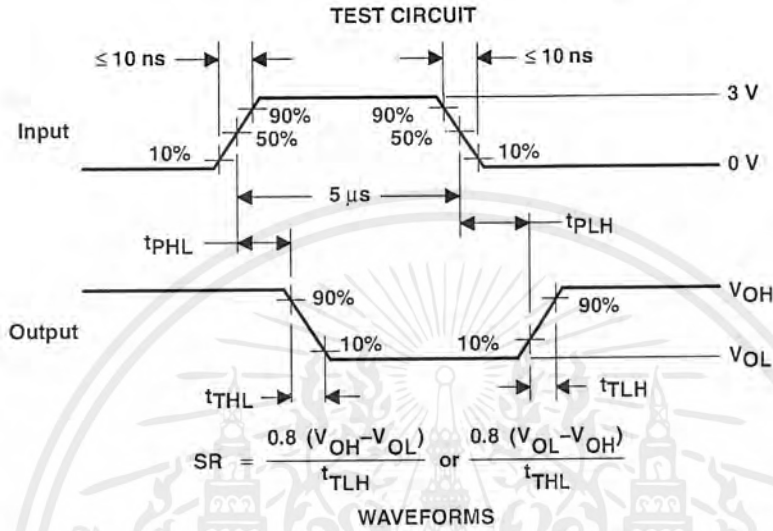 TEST CIRCUIT
≤ 10 ns
≤ 10 ns
3 V
90%
90%
Input
50%
50%
10%
10%
0 V
5 μs
tPHL
tPLH
VOH
90%
90%
Output
10%
10%
VOL
tTHL
tTLH
SR = 0.8 (VOH–VOL) / tTLH or 0.8 (VOL–VOH) / tTHL
WAVEFORMS